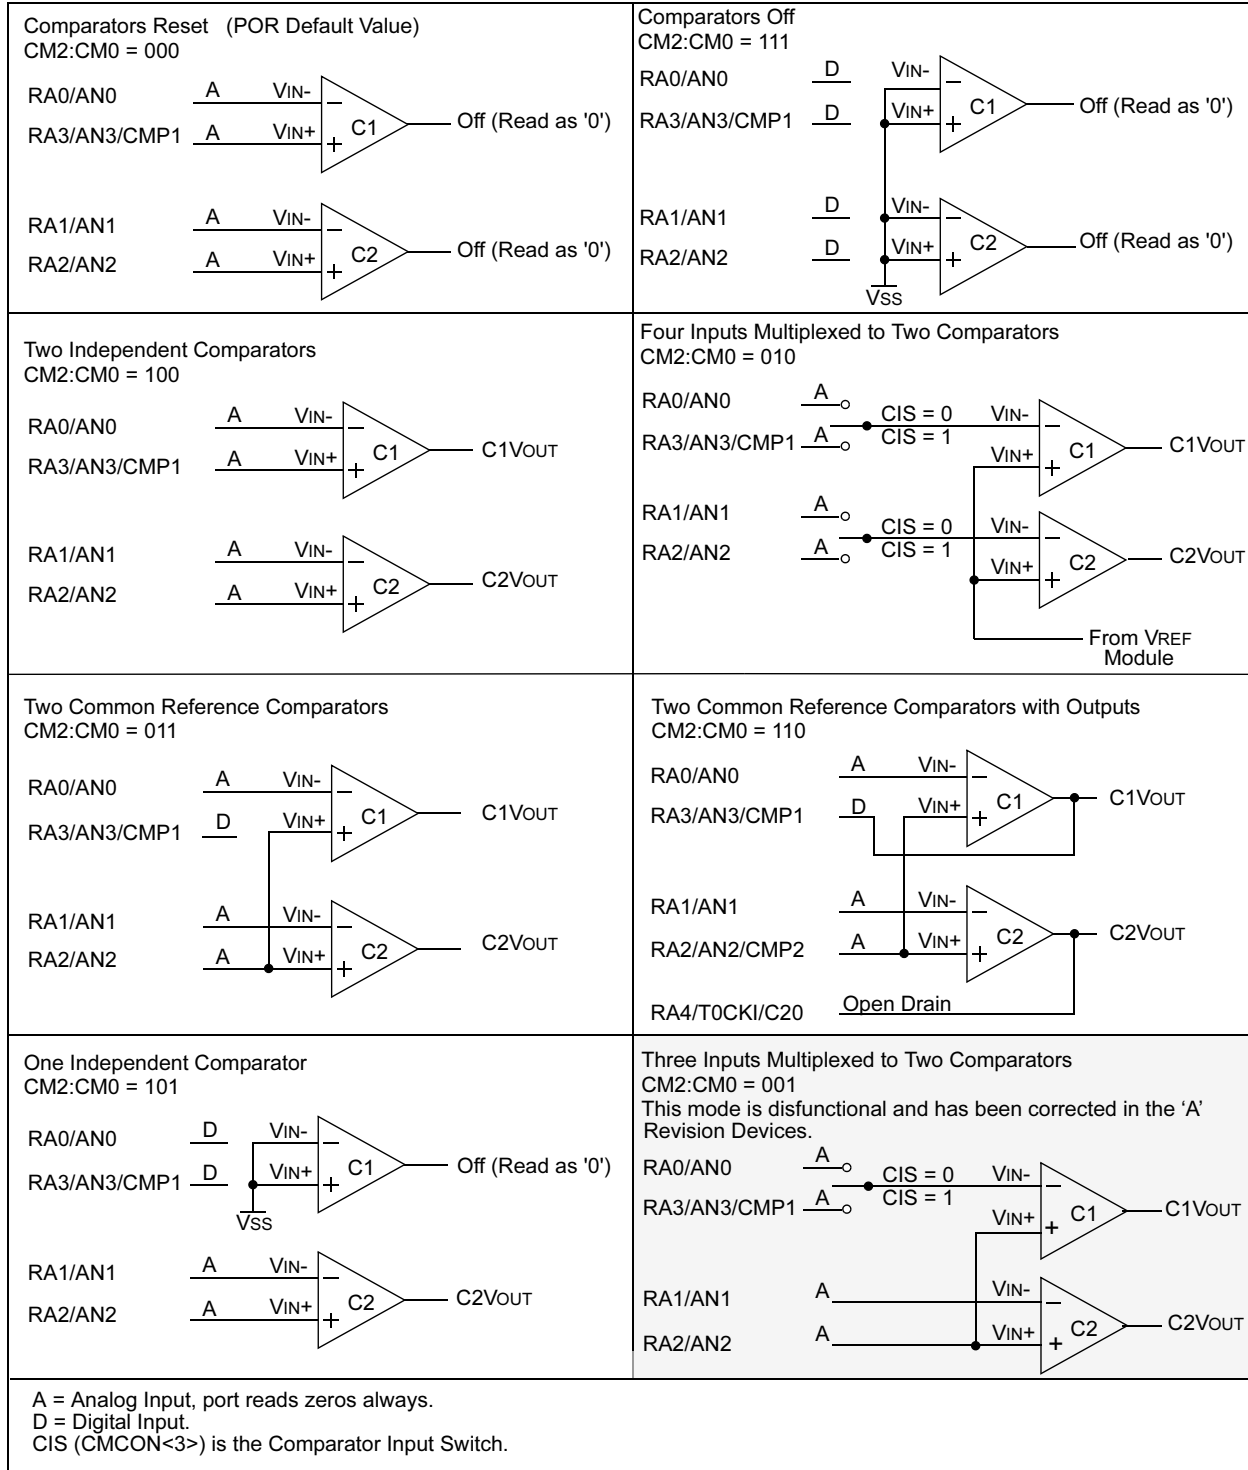 Comparators Reset (POR Default Value)
CM2:CM0 = 000
RA0/AN0 A VIN- −
RA3/AN3/CMP1 A VIN+ + C1 Off (Read as '0')
RA1/AN1 A VIN- −
RA2/AN2 A VIN+ + C2 Off (Read as '0')
Comparators Off
CM2:CM0 = 111
RA0/AN0 D VIN- −
RA3/AN3/CMP1 D VIN+ + C1 Off (Read as '0')
RA1/AN1 D VIN- −
RA2/AN2 D VIN+ + C2 Off (Read as '0')
VSS
Two Independent Comparators
CM2:CM0 = 100
RA0/AN0 A VIN- −
RA3/AN3/CMP1 A VIN+ + C1 C1VOUT
RA1/AN1 A VIN- −
RA2/AN2 A VIN+ + C2 C2VOUT
Four Inputs Multiplexed to Two Comparators
CM2:CM0 = 010
RA0/AN0 A CIS = 0 VIN- −
RA3/AN3/CMP1 A CIS = 1 VIN+ + C1 C1VOUT
RA1/AN1 A CIS = 0 VIN- −
RA2/AN2 A CIS = 1 VIN+ + C2 C2VOUT
From VREF
Module
Two Common Reference Comparators
CM2:CM0 = 011
RA0/AN0 A VIN- −
RA3/AN3/CMP1 D VIN+ + C1 C1VOUT
RA1/AN1 A VIN- −
RA2/AN2 A VIN+ + C2 C2VOUT
Two Common Reference Comparators with Outputs
CM2:CM0 = 110
RA0/AN0 A VIN- −
RA3/AN3/CMP1 D VIN+ + C1 C1VOUT
RA1/AN1 A VIN- −
RA2/AN2/CMP2 A VIN+ + C2 C2VOUT
RA4/T0CKI/C20 Open Drain
One Independent Comparator
CM2:CM0 = 101
RA0/AN0 D VIN- −
RA3/AN3/CMP1 D VIN+ + C1 Off (Read as '0')
VSS
RA1/AN1 A VIN- −
RA2/AN2 A VIN+ + C2 C2VOUT
Three Inputs Multiplexed to Two Comparators
CM2:CM0 = 001
This mode is disfunctional and has been corrected in the ‘A’
Revision Devices.
RA0/AN0 A CIS = 0 VIN- −
RA3/AN3/CMP1 A CIS = 1 VIN+ + C1 C1VOUT
RA1/AN1 A VIN- −
RA2/AN2 A VIN+ + C2 C2VOUT
A = Analog Input, port reads zeros always.
D = Digital Input.
CIS (CMCON<3>) is the Comparator Input Switch.